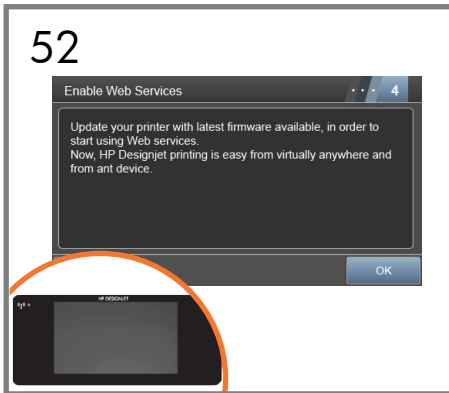 52
Enable Web Services
4
Update your printer with latest firmware available, in order to
start using Web services.
Now, HP Designjet printing is easy from virtually anywhere and
from ant device.
OK
HP DESIGNJET